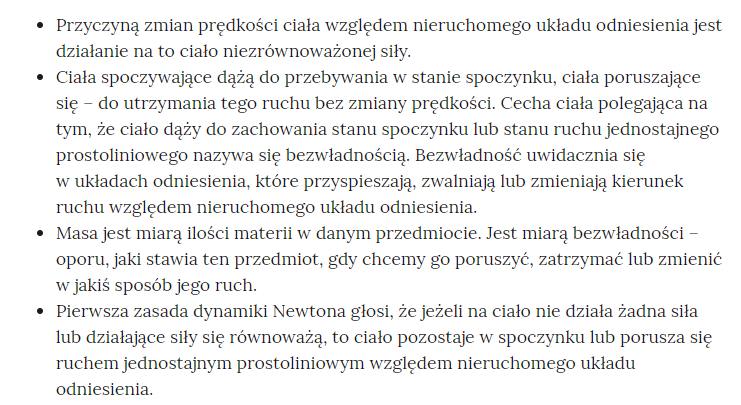 • Przyczyną zmian prędkości ciała względem nieruchomego układu odniesienia jest
działanie na to ciało niezrównoważonej siły.
• Ciała spoczywające dążą do przebywania w stanie spoczynku, ciała poruszające
się – do utrzymania tego ruchu bez zmiany prędkości. Cecha ciała polegająca na
tym, że ciało dąży do zachowania stanu spoczynku lub stanu ruchu jednostajnego
prostoliniowego nazywa się bezwładnością. Bezwładność uwidacznia się
w układach odniesienia, które przyspieszają, zwalniają lub zmieniają kierunek
ruchu względem nieruchomego układu odniesienia.
• Masa jest miarą ilości materii w danym przedmiocie. Jest miarą bezwładności –
oporu, jaki stawia ten przedmiot, gdy chcemy go poruszyć, zatrzymać lub zmienić
w jakiś sposób jego ruch.
• Pierwsza zasada dynamiki Newtona głosi, że jeżeli na ciało nie działa żadna siła
lub działające siły się równoważą, to ciało pozostaje w spoczynku lub porusza się
ruchem jednostajnym prostoliniowym względem nieruchomego układu
odniesienia.